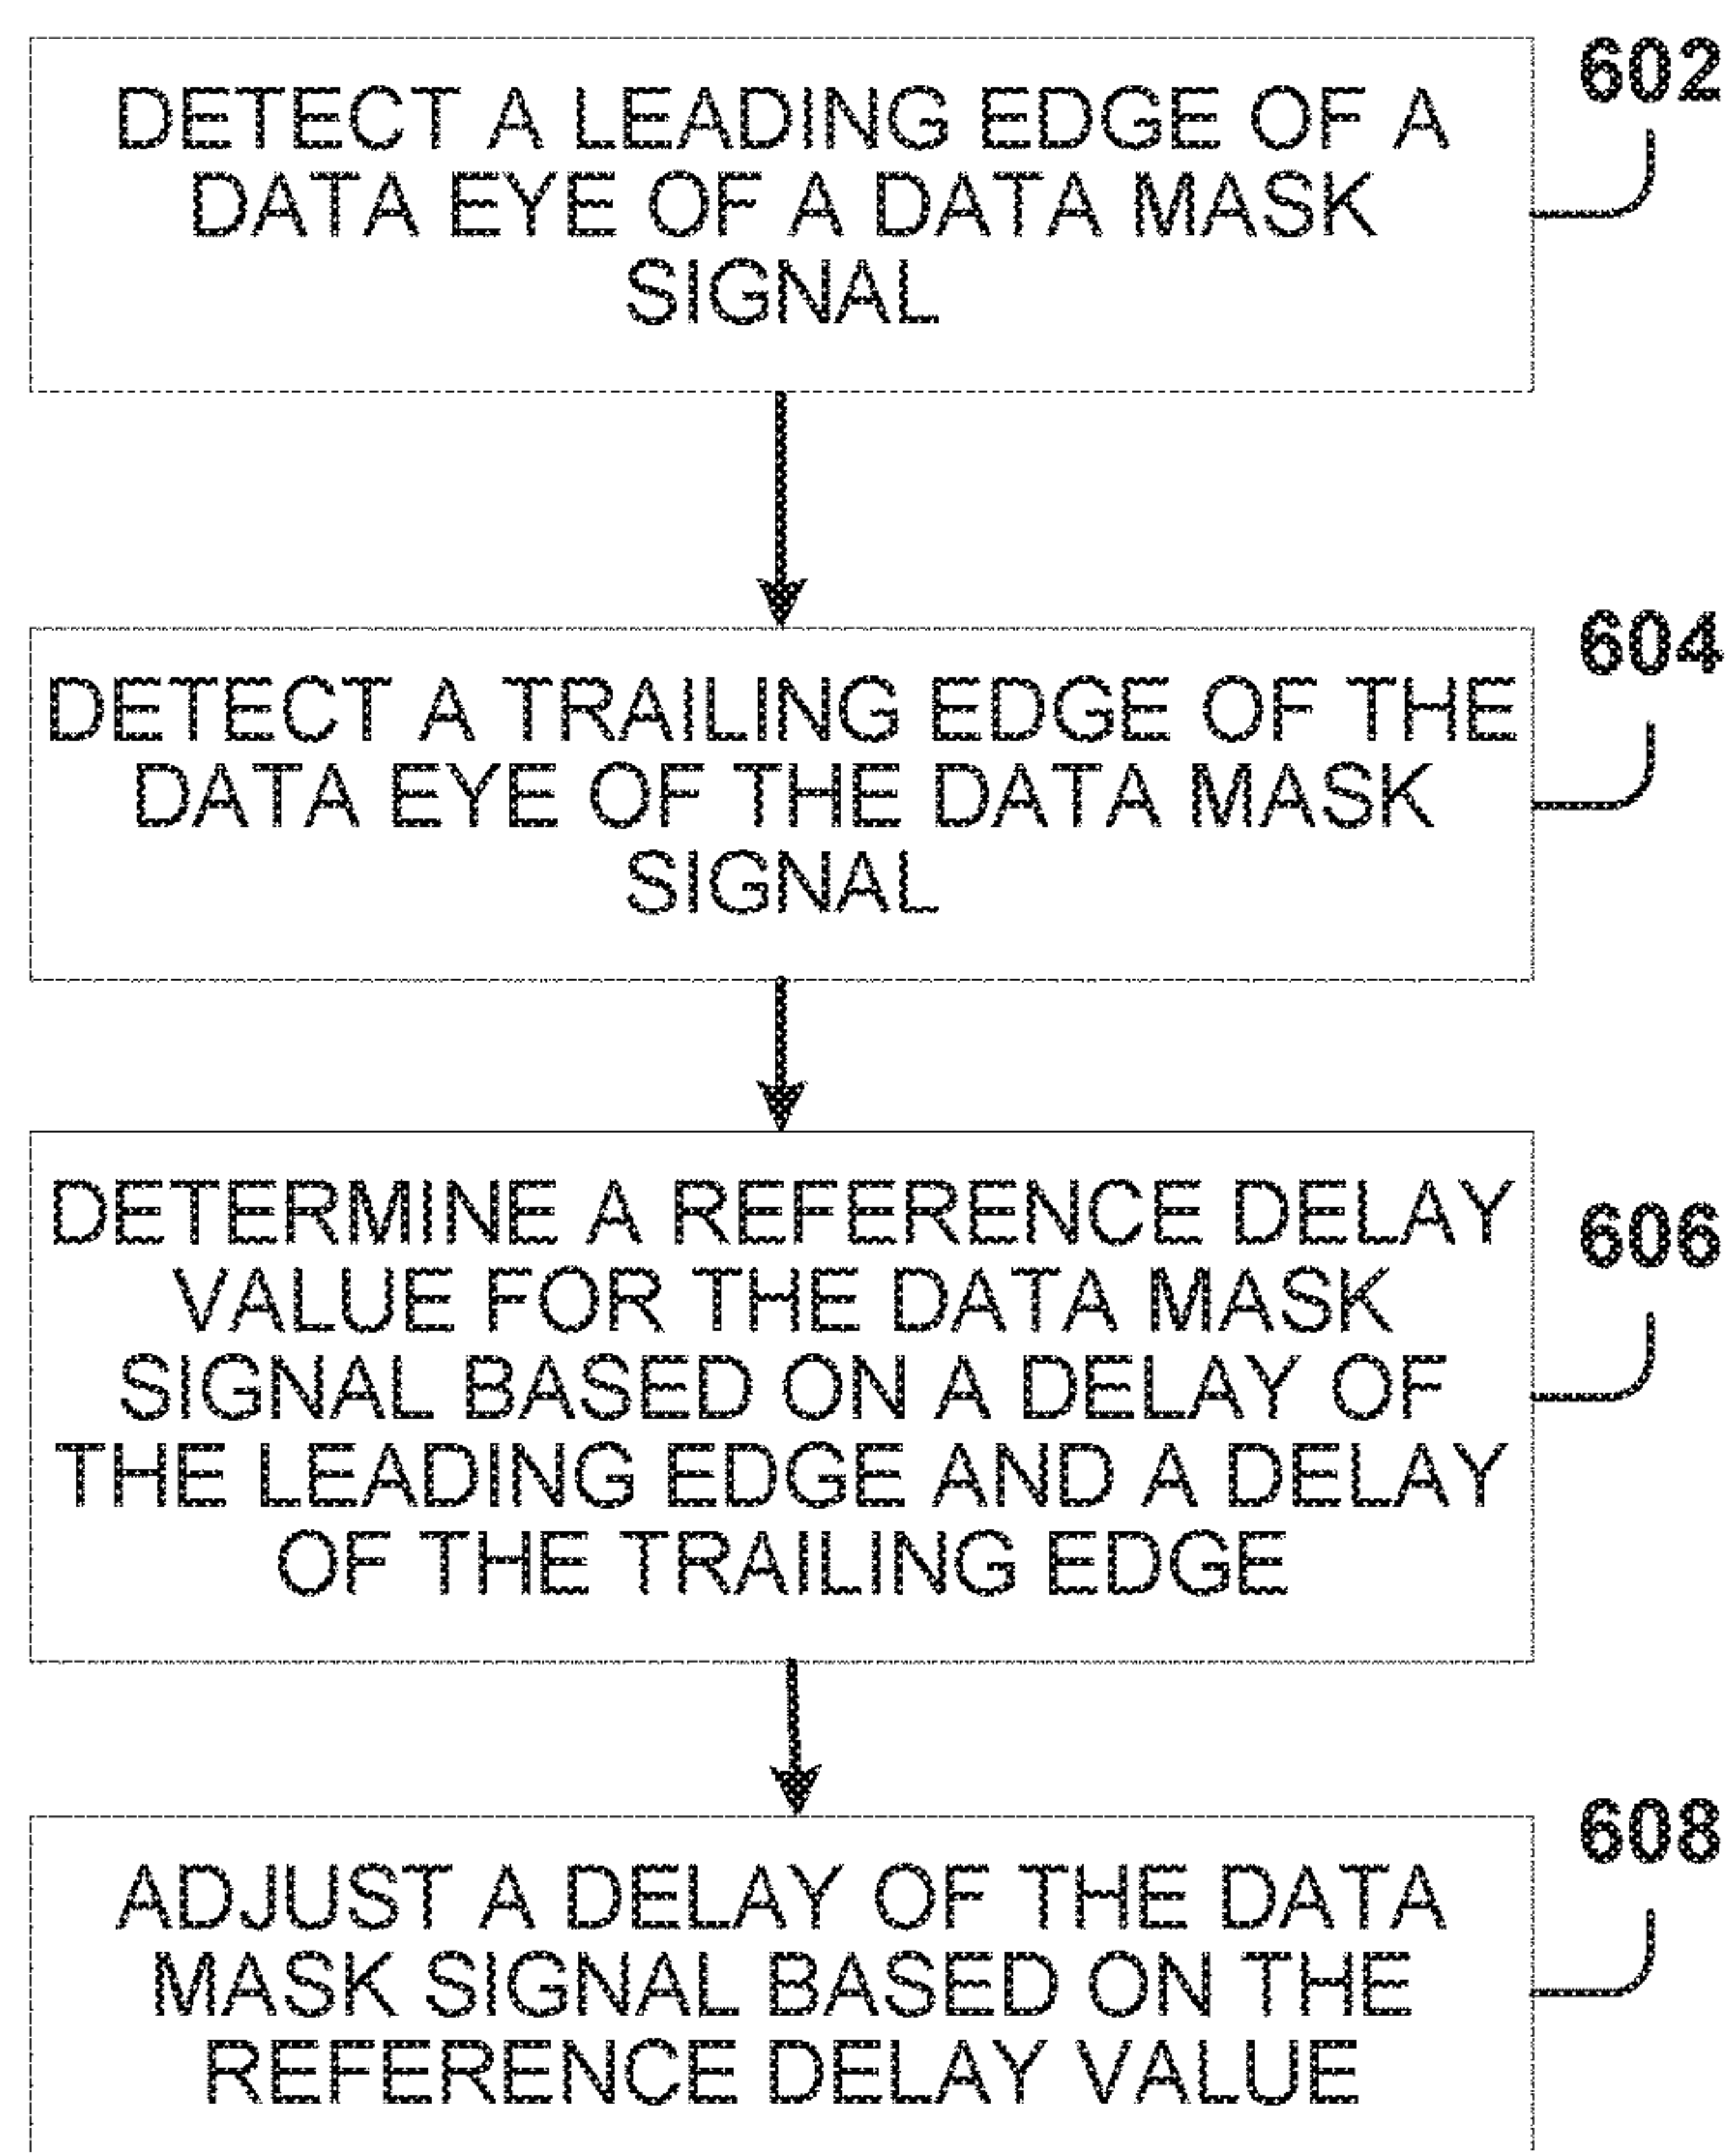 DETECT A LEADING EDGE OF A
DATA EYE OF A DATA MASK
SIGNAL
602
DETECT A TRAILING EDGE OF THE
DATA EYE OF THE DATA MASK
SIGNAL
604
DETERMINE A REFERENCE DELAY
VALUE FOR THE DATA MASK
SIGNAL BASED ON A DELAY OF
THE LEADING EDGE AND A DELAY
OF THE TRAILING EDGE
606
ADJUST A DELAY OF THE DATA
MASK SIGNAL BASED ON THE
REFERENCE DELAY VALUE
608